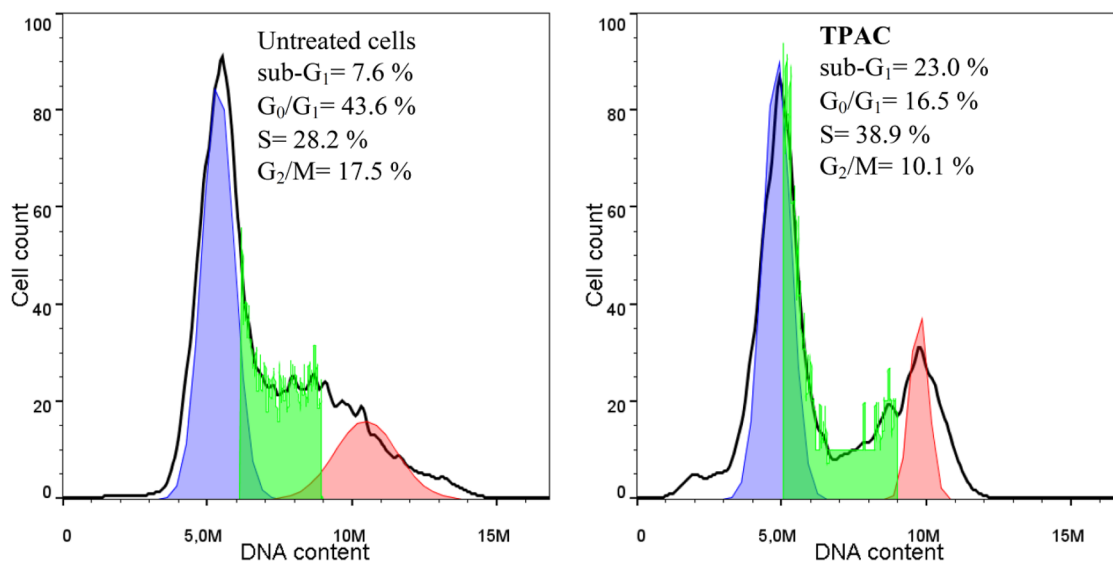 100
80
60
40
20
0
Cell count
Untreated cells
sub-G₁= 7.6 %
G₀/G₁= 43.6 %
S= 28.2 %
G₂/M= 17.5 %
0 5,0M 10M 15M
DNA content
100
80
60
40
20
0
Cell count
TPAC
sub-G₁= 23.0 %
G₀/G₁= 16.5 %
S= 38.9 %
G₂/M= 10.1 %
0 5,0M 10M 15M
DNA content